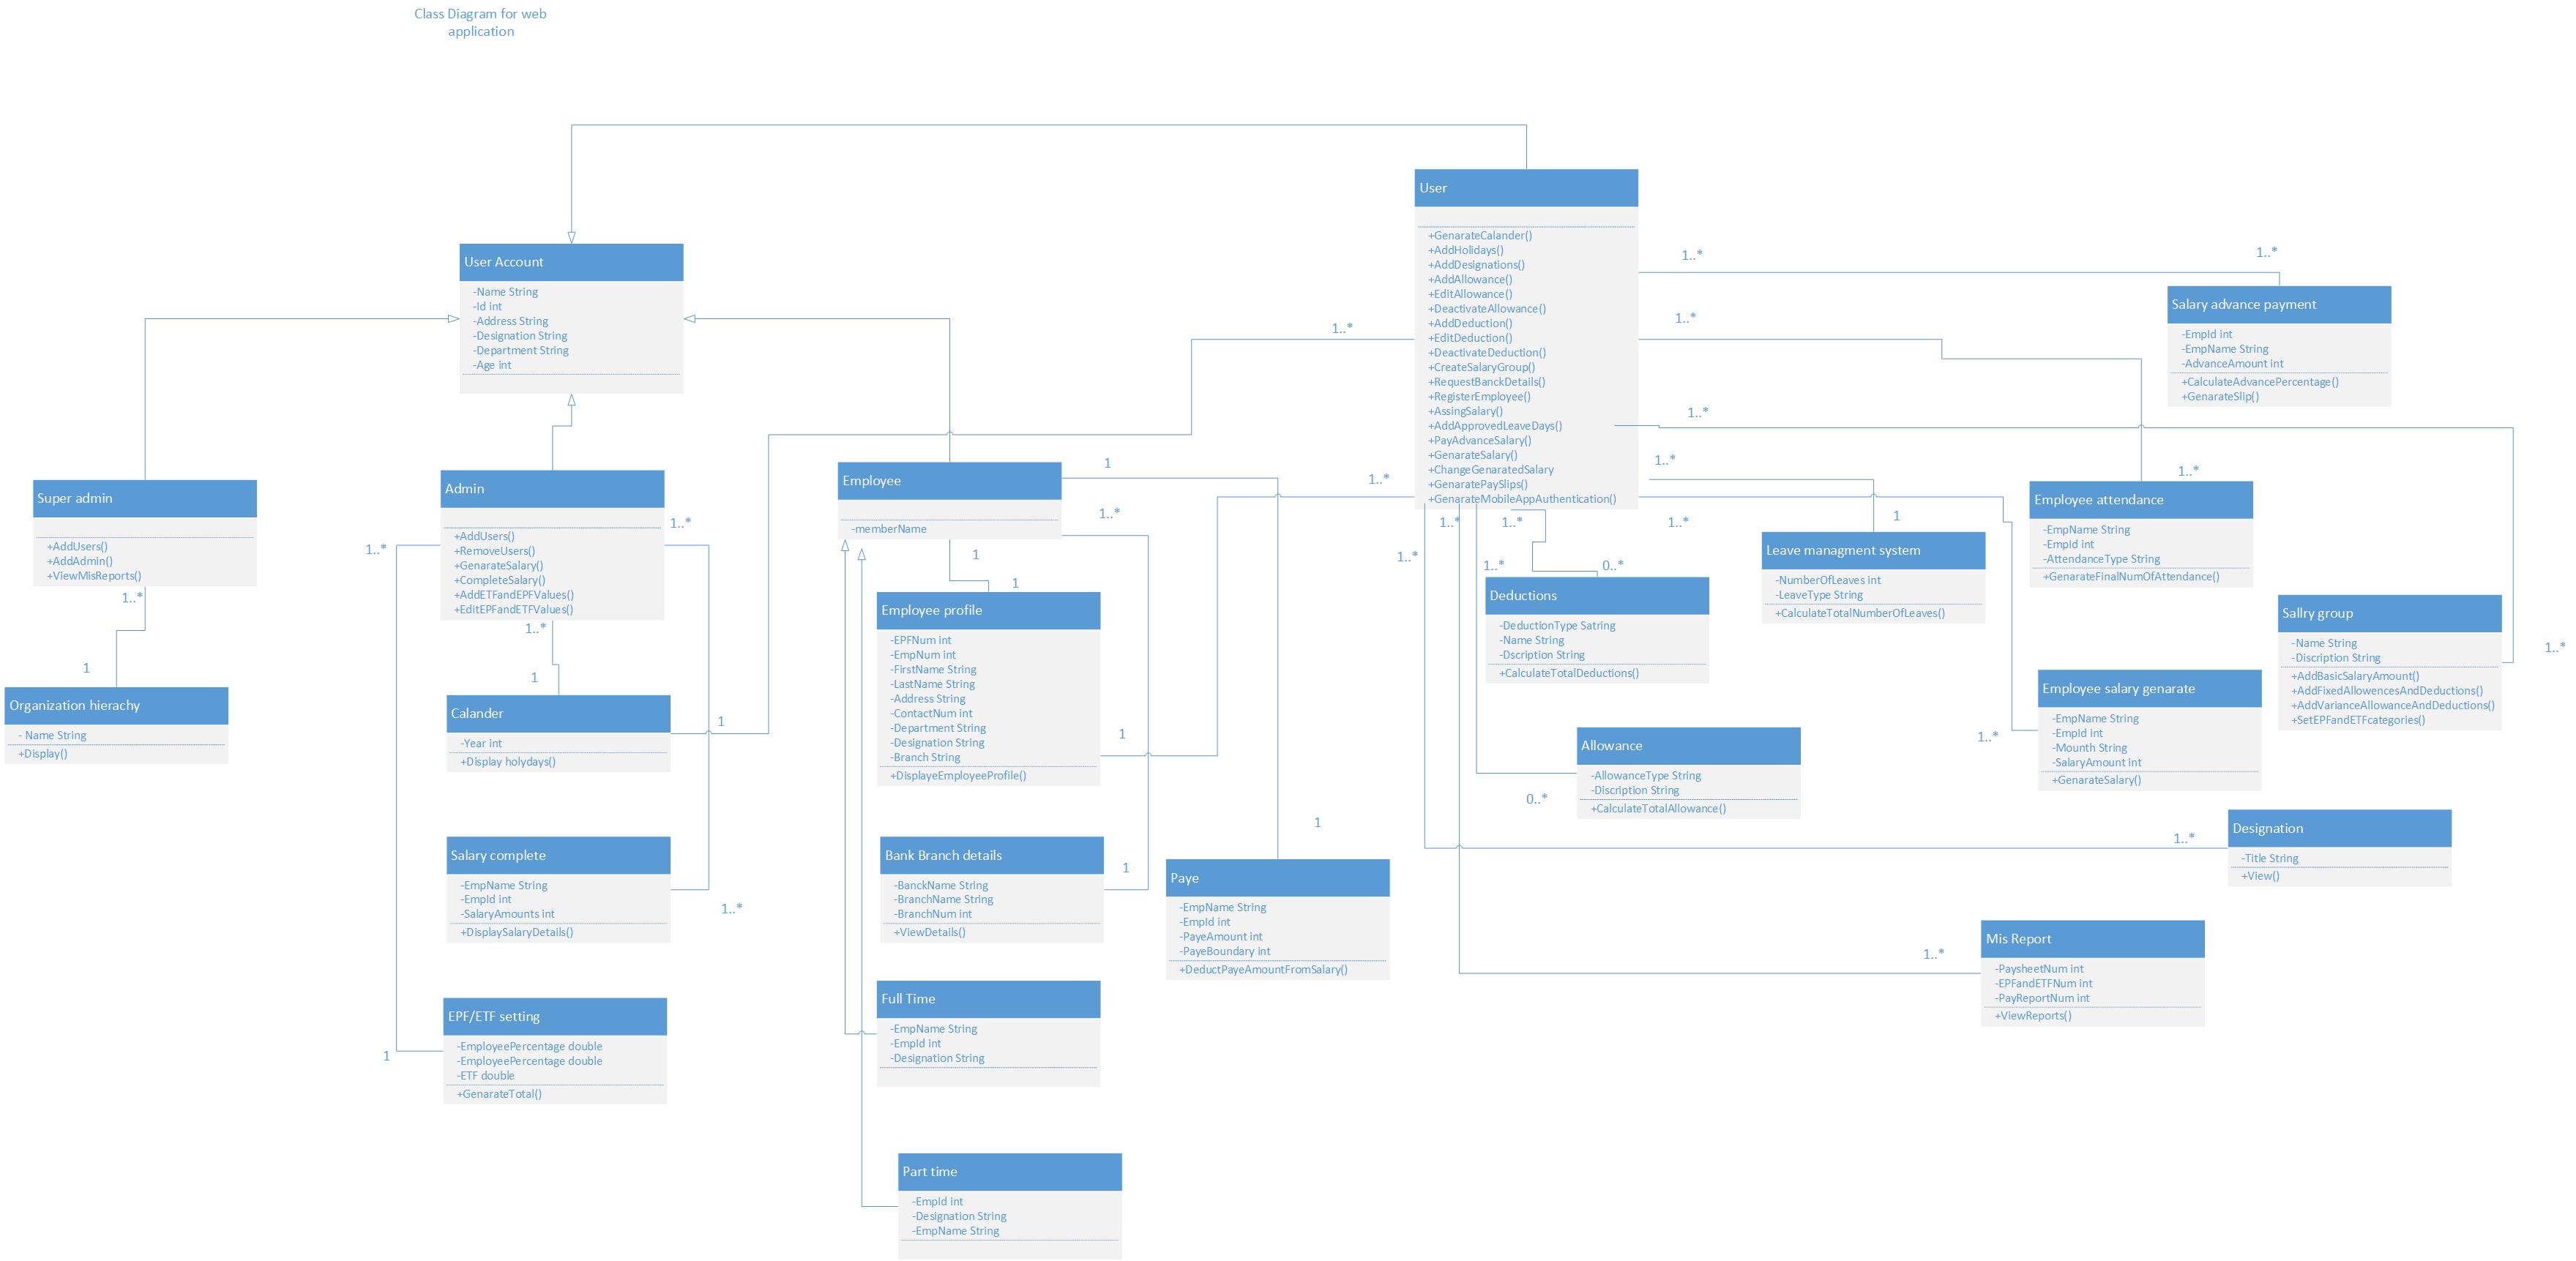 Class Diagram for web
application
User
+GenarateCalander()
+AddHolidays()
+AddDesignations()
+AddAllowance()
+EditAllowance()
+DeactivateAllowance()
+AddDeduction()
+EditDeduction()
+DeactivateDeduction()
+CreateSalaryGroup()
+RequestBanckDetails()
+RegisterEmployee()
+AssingSalary()
+AddApprovedLeaveDays()
+PayAdvanceSalary()
+GenarateSalary()
+ChangeGenaratedSalary
+GenaratePaySlips()
+GenarateMobileAppAuthentication()
User Account
-Name String
-Id int
-Address String
-Designation String
-Department String
-Age int
1..*
1..*
1..*
1..*
1..*
1..*
1..*
Salary advance payment
-EmpId int
-EmpName String
-AdvanceAmount int
+CalculateAdvancePercentage()
+GenarateSlip()
Super admin
+AddUsers()
+AddAdmin()
+ViewMisReports()
1..*
1
Organization hierachy
- Name String
+Display()
Admin
+AddUsers()
+RemoveUsers()
+GenarateSalary()
+CompleteSalary()
+AddETFandEPFValues()
+EditEPFandETFValues()
1..*
1..*
1..*
1
Calander
-Year int
+Display holydays()
1
Salary complete
-EmpName String
-EmpId int
-SalaryAmounts int
+DisplaySalaryDetails()
1..*
EPF/ETF setting
-EmployeePercentage double
-EmployeePercentage double
-ETF double
+GenarateTotal()
1
Employee
-memberName
1
1..*
1
1
Employee profile
-EPFNum int
-EmpNum int
-FirstName String
-LastName String
-Address String
-ContactNum int
-Department String
-Designation String
-Branch String
+DisplayeEmployeeProfile()
1
Bank Branch details
-BanckName String
-BranchName String
-BranchNum int
+ViewDetails()
1
Full Time
-EmpName String
-EmpId int
-Designation String
Part time
-EmpId int
-Designation String
-EmpName String
1
Paye
-EmpName String
-EmpId int
-PayeAmount int
-PayeBoundary int
+DeductPayeAmountFromSalary()
1..*
1..*
1..*
1..*
1..*
0..*
Deductions
-DeductionType Satring
-Name String
-Dscription String
+CalculateTotalDeductions()
Allowance
-AllowanceType String
-Discription String
+CalculateTotalAllowance()
0..*
1
Leave managment system
-NumberOfLeaves int
-LeaveType String
+CalculateTotalNumberOfLeaves()
1..*
Employee attendance
-EmpName String
-EmpId int
-AttendanceType String
+GenarateFinalNumOfAttendance()
Sallry group
-Name String
-Discription String
+AddBasicSalaryAmount()
+AddFixedAllowencesAndDeductions()
+AddVarianceAllowanceAndDeductions()
+SetEPFandETFcategories()
1..*
Employee salary genarate
-EmpName String
-EmpId int
-Mounth String
-SalaryAmount int
+GenarateSalary()
1..*
Designation
-Title String
+View()
1..*
Mis Report
-PaysheetNum int
-EPFandETFNum int
-PayReportNum int
+ViewReports()
1..*